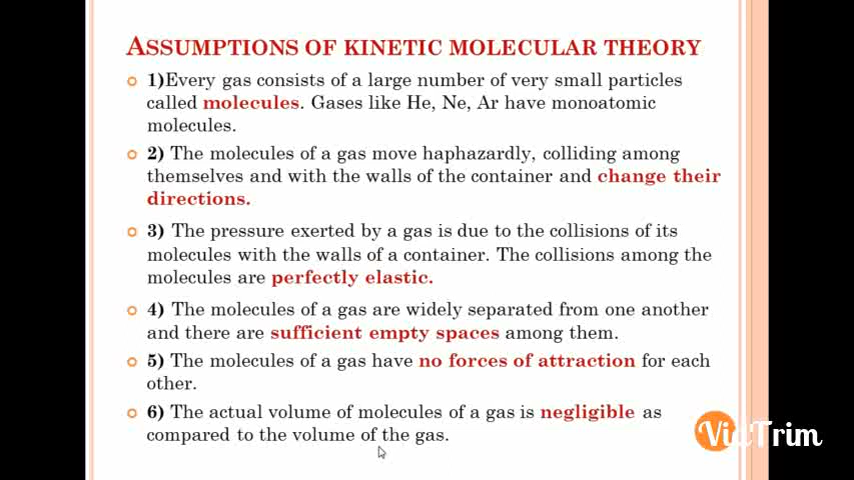 ASSUMPTIONS OF KINETIC MOLECULAR THEORY
1)Every gas consists of a large number of very small particles
called molecules. Gases like He, Ne, Ar have monoatomic
molecules.
2) The molecules of a gas move haphazardly, colliding among
themselves and with the walls of the container and change their
directions.
3) The pressure exerted by a gas is due to the collisions of its
molecules with the walls of a container. The collisions among the
molecules are perfectly elastic.
4) The molecules of a gas are widely separated from one another
and there are sufficient empty spaces among them.
5) The molecules of a gas have no forces of attraction for each
other.
6) The actual volume of molecules of a gas is negligible as
compared to the volume of the gas.
VidTrim